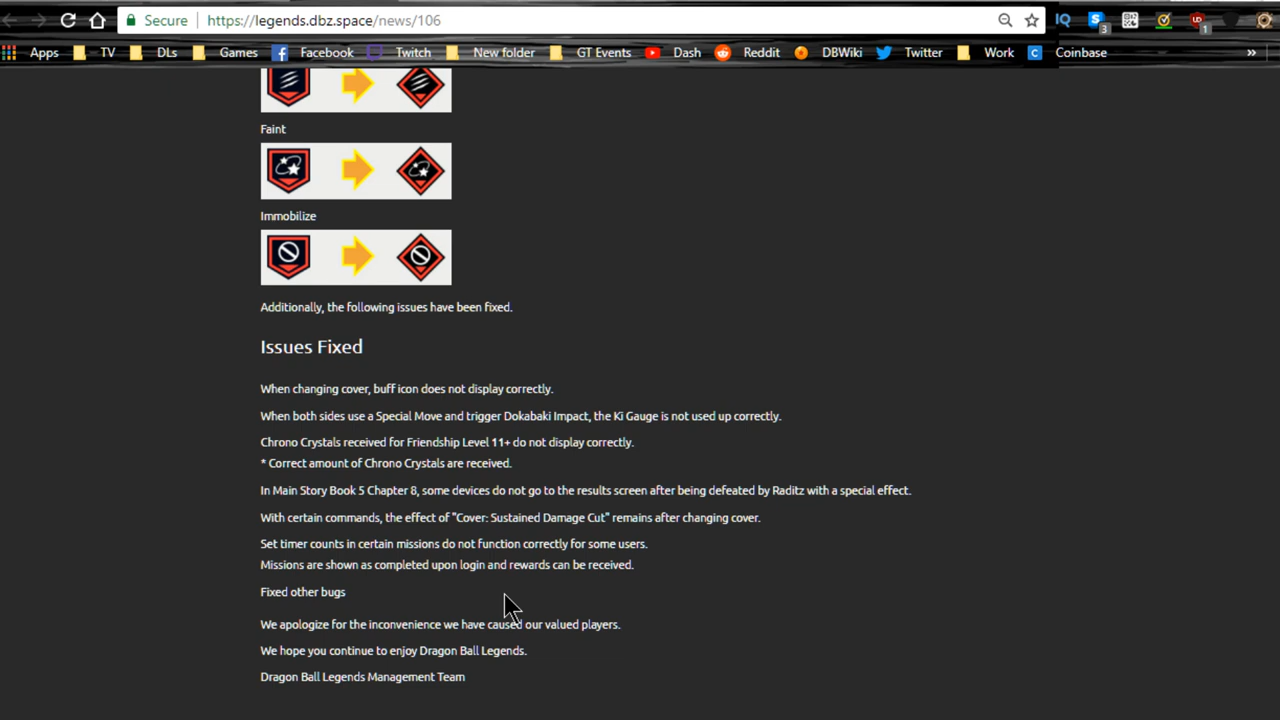 Secure
https://legends.dbz.space/news/106
IQ
3
UD
1
Apps
TV
DLs
Games
Facebook
Twitch
New folder
GT Events
Dash
Reddit
DBWiki
Twitter
Work
C
Coinbase
»
Faint
Immobilize
Additionally, the following issues have been fixed.
Issues Fixed
When changing cover, buff icon does not display correctly.
When both sides use a Special Move and trigger Dokabaki Impact, the Ki Gauge is not used up correctly.
Chrono Crystals received for Friendship Level 11+ do not display correctly.
* Correct amount of Chrono Crystals are received.
In Main Story Book 5 Chapter 8, some devices do not go to the results screen after being defeated by Raditz with a special effect.
With certain commands, the effect of "Cover: Sustained Damage Cut" remains after changing cover.
Set timer counts in certain missions do not function correctly for some users.
Missions are shown as completed upon login and rewards can be received.
Fixed other bugs
We apologize for the inconvenience we have caused our valued players.
We hope you continue to enjoy Dragon Ball Legends.
Dragon Ball Legends Management Team